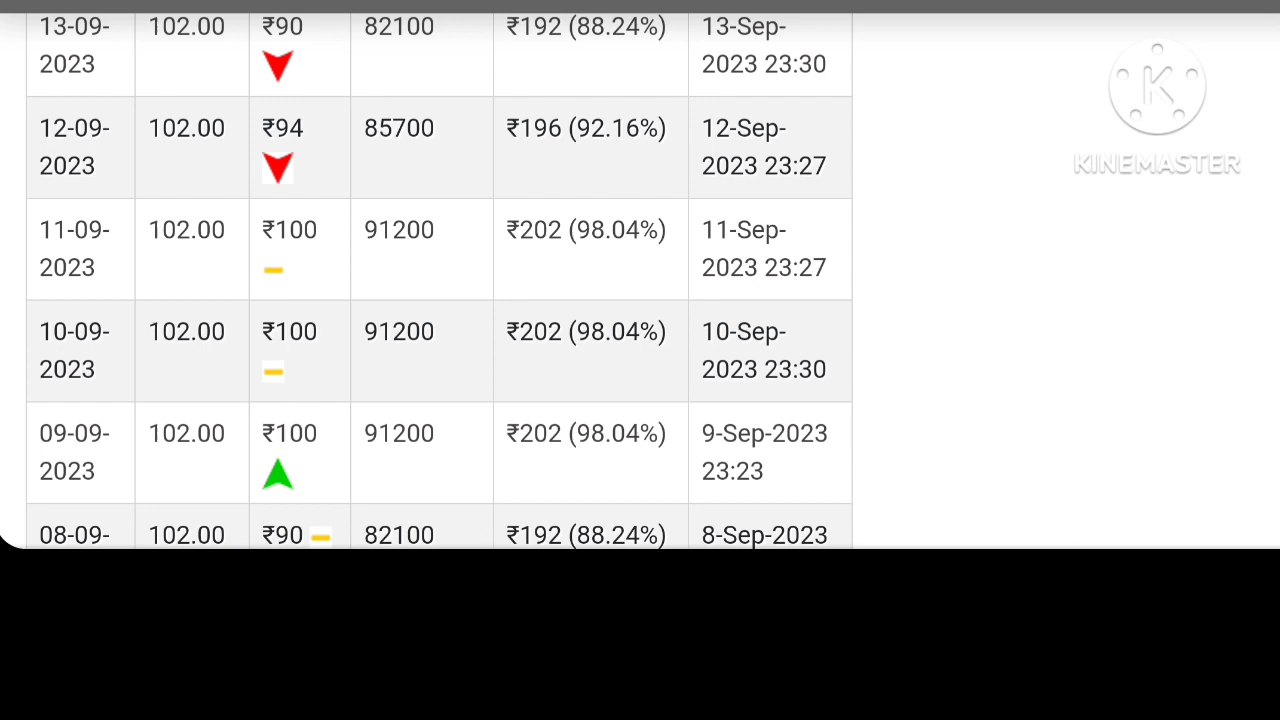 13-09-2023 102.00 ₹90 82100 ₹192 (88.24%) 13-Sep-2023 23:30
12-09-2023 102.00 ₹94 85700 ₹196 (92.16%) 12-Sep-2023 23:27
11-09-2023 102.00 ₹100 91200 ₹202 (98.04%) 11-Sep-2023 23:27
10-09-2023 102.00 ₹100 91200 ₹202 (98.04%) 10-Sep-2023 23:30
09-09-2023 102.00 ₹100 91200 ₹202 (98.04%) 9-Sep-2023 23:23
08-09- 102.00 ₹90 82100 ₹192 (88.24%) 8-Sep-2023
K
KINEMASTER